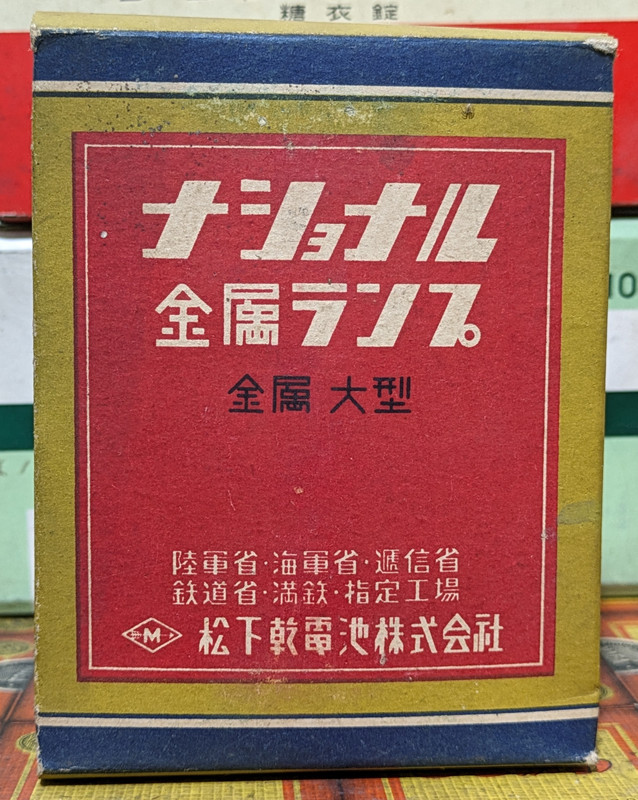 糖衣錠
ナショナル
金属ランプ
金属 大型
陸軍省・海軍省・逓信省
鉄道省・満鉄・指定工場
M 松下乾電池株式会社
10